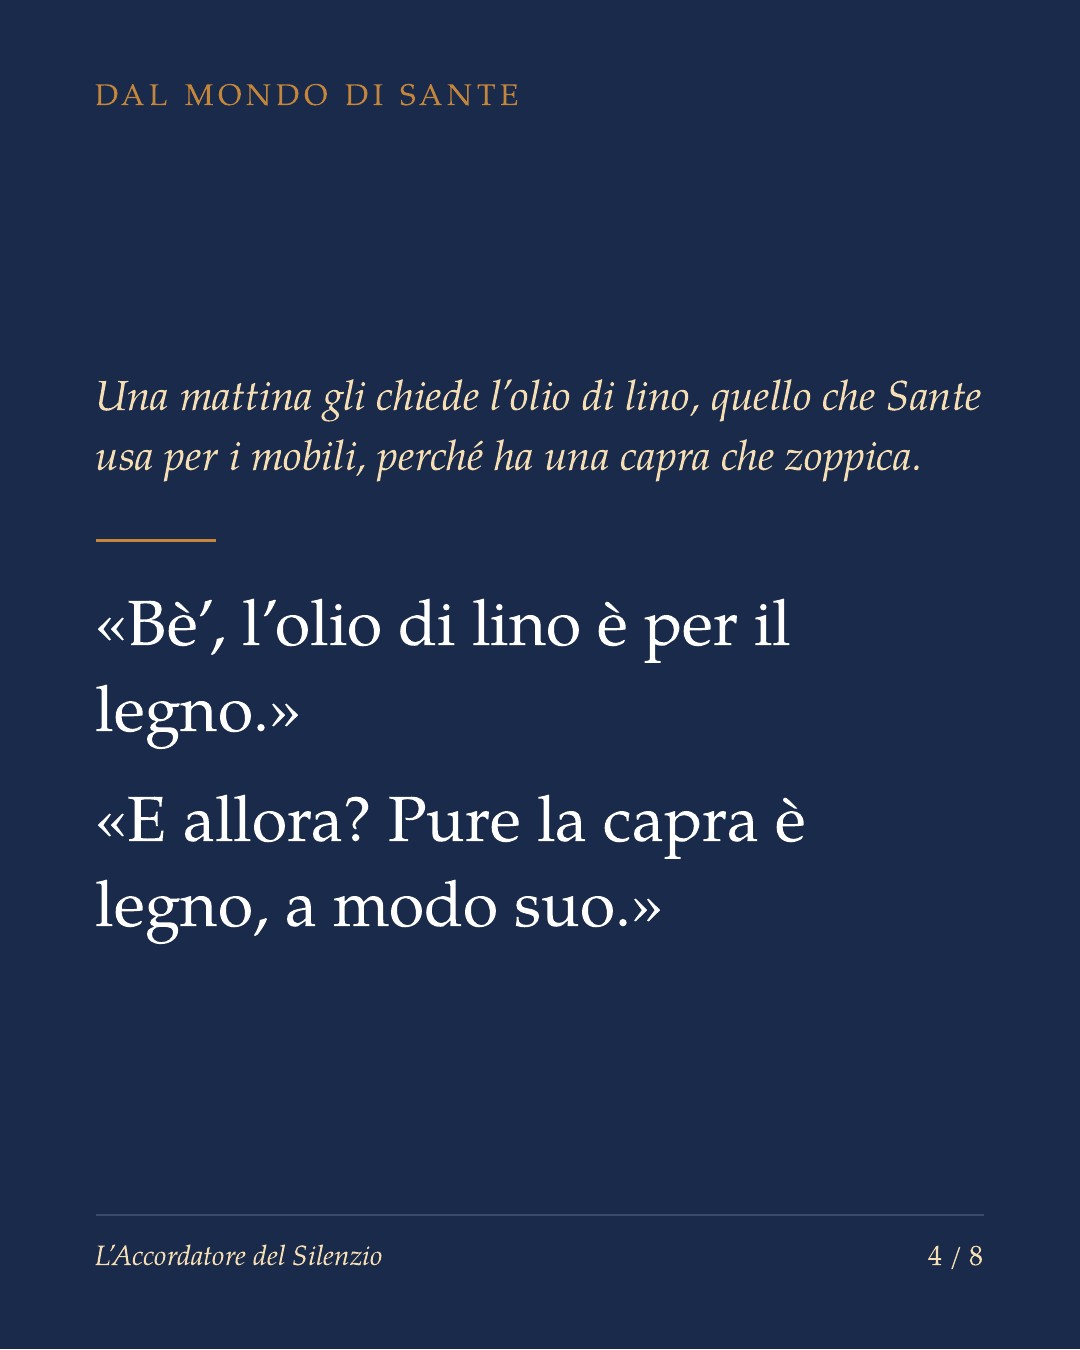 DAL MONDO DI SANTE
Una mattina gli chiede l’olio di lino, quello che Sante
usa per i mobili, perché ha una capra che zoppica.
«Bè’, l’olio di lino è per il
legno.»
«E allora? Pure la capra è
legno, a modo suo.»
L’Accordatore del Silenzio
4 / 8